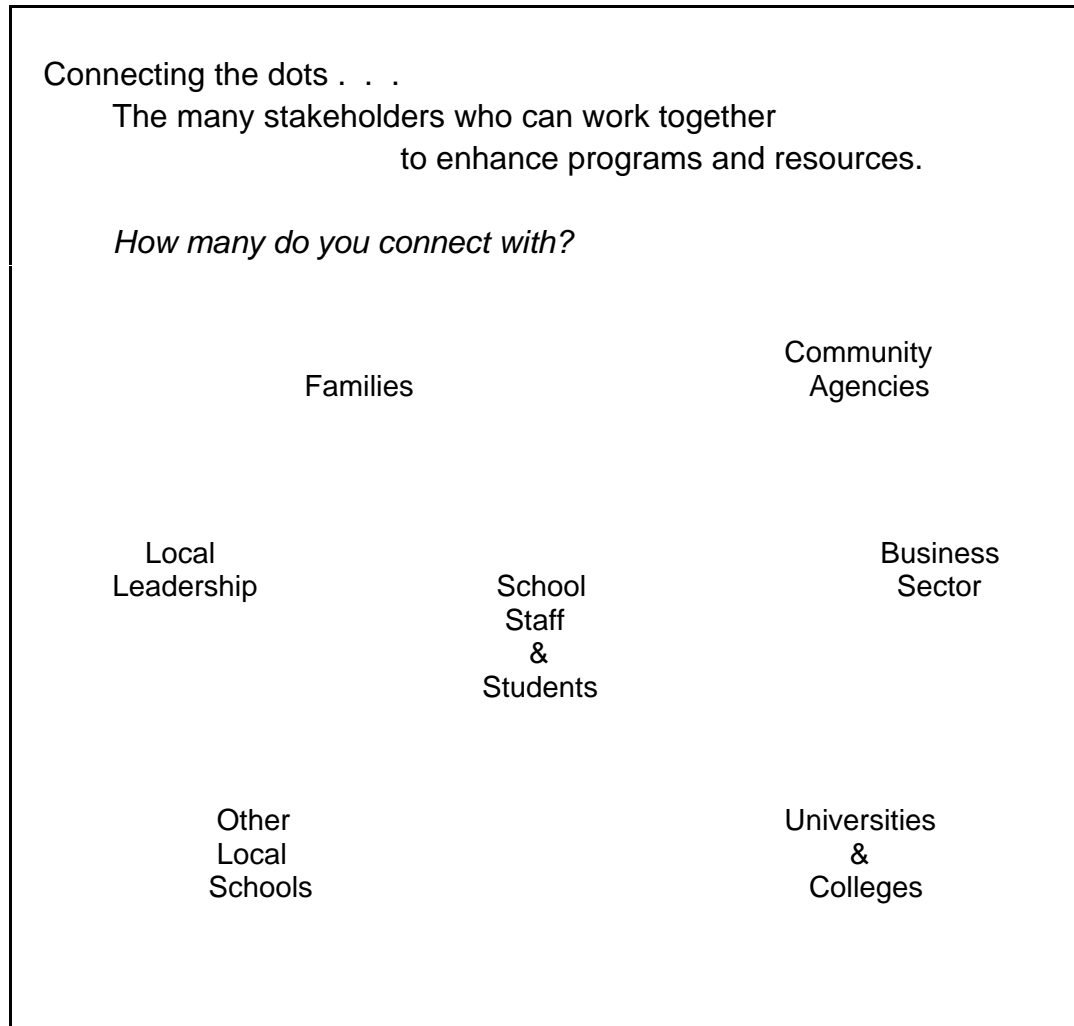 Connecting the dots . . .
The many stakeholders who can work together
to enhance programs and resources.
How many do you connect with?
Families
Community
Agencies
Local
Leadership
School
Staff
&
Students
Business
Sector
Other
Local
Schools
Universities
&
Colleges